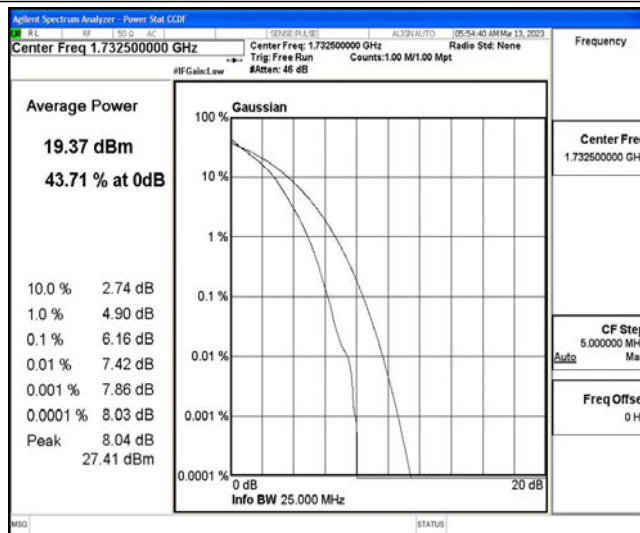 Agilent Spectrum Analyzer - Power Stat CCDF
RL RF 50 Ω AC SENSE:PULSE ALIGN AUTO 05:54:40 AM Mar 13, 2023
Center Freq 1.732500000 GHz
Center Freq: 1.732500000 GHz Radio Std: None
Trig: Free Run Counts:1.00 M/1.00 Mpt
#IFGain:Low #Atten: 46 dB
Frequency
Average Power
19.37 dBm
43.71 % at 0dB
10.0 % 2.74 dB
1.0 % 4.90 dB
0.1 % 6.16 dB
0.01 % 7.42 dB
0.001 % 7.86 dB
0.0001 % 8.03 dB
Peak 8.04 dB
27.41 dBm
Gaussian
100 %
10 %
1 %
0.1 %
0.01 %
0.001 %
0.0001 %
0 dB 20 dB
Info BW 25.000 MHz
Center Fre
1.732500000 GH
CF Step
5.000000 MH
Auto Ma
Freq Offse
0 H
MSG STATUS